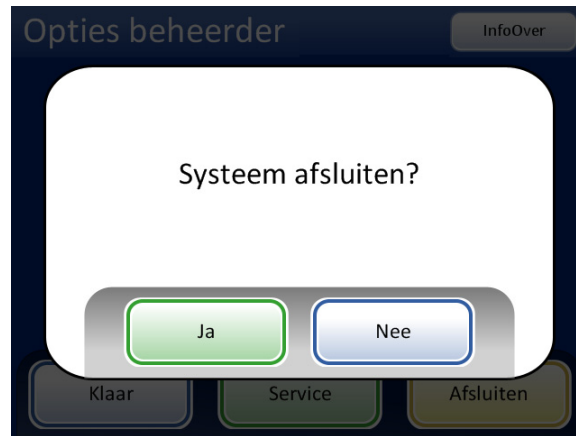 Opties beheerder
InfoOver
Systeem afsluiten?
Ja
Nee
Klaar
Service
Afsluiten